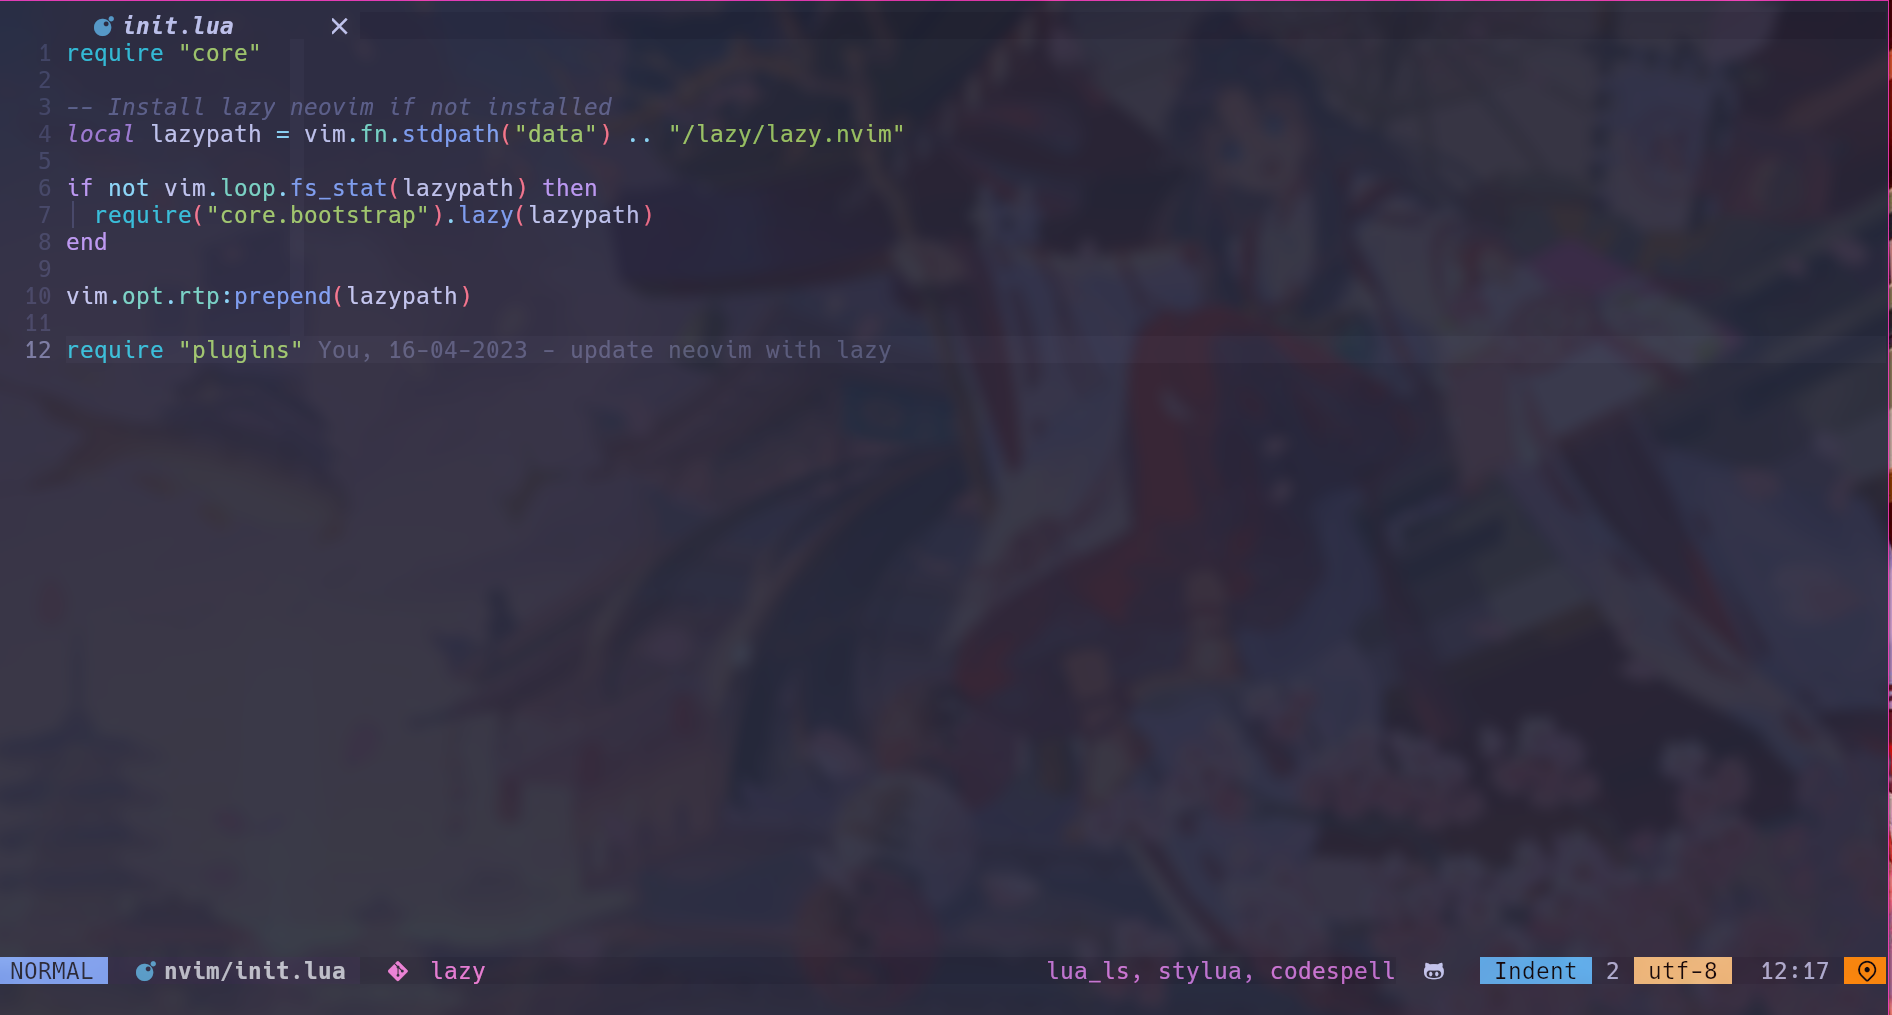 init.lua
1 require "core"
2
3 -- Install lazy neovim if not installed
4 local lazypath = vim.fn.stdpath("data") .. "/lazy/lazy.nvim"
5
6 if not vim.loop.fs_stat(lazypath) then
7 require("core.bootstrap").lazy(lazypath)
8 end
9
10 vim.opt.rtp:prepend(lazypath)
11
12 require "plugins" You, 16-04-2023 - update neovim with lazy
NORMAL nvim/init.lua lazy lua_ls, stylua, codespell Indent 2 utf-8 12:17